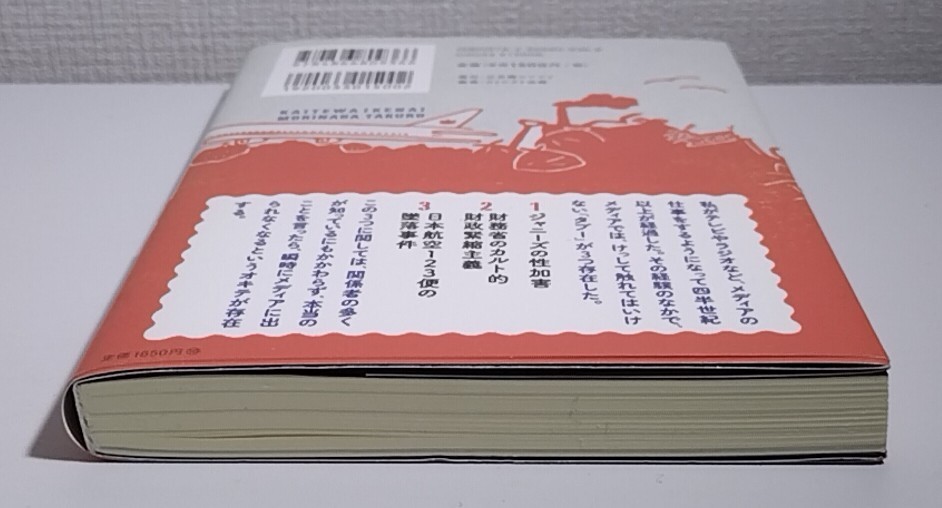 KAITEWAIKENAI
MORINAGA TAKURO
私がテレビやラジオなど、メディアの
仕事をするようになって四半世紀
以上が経過した。その経験のなかで、
メディアでは、けっして触れてはいけ
ない「タブー」が3つ存在した。
1
ジャニーズの性加害
2
財務省のカルト的
財政緊縮主義
3
日本航空123便の
墜落事件
この3つに関しては、関係者の多く
が知っているにもかかわらず、本当の
ことを言ったら、瞬時にメディアに出
られなくなるというオキテが存在
する。
定価1650円